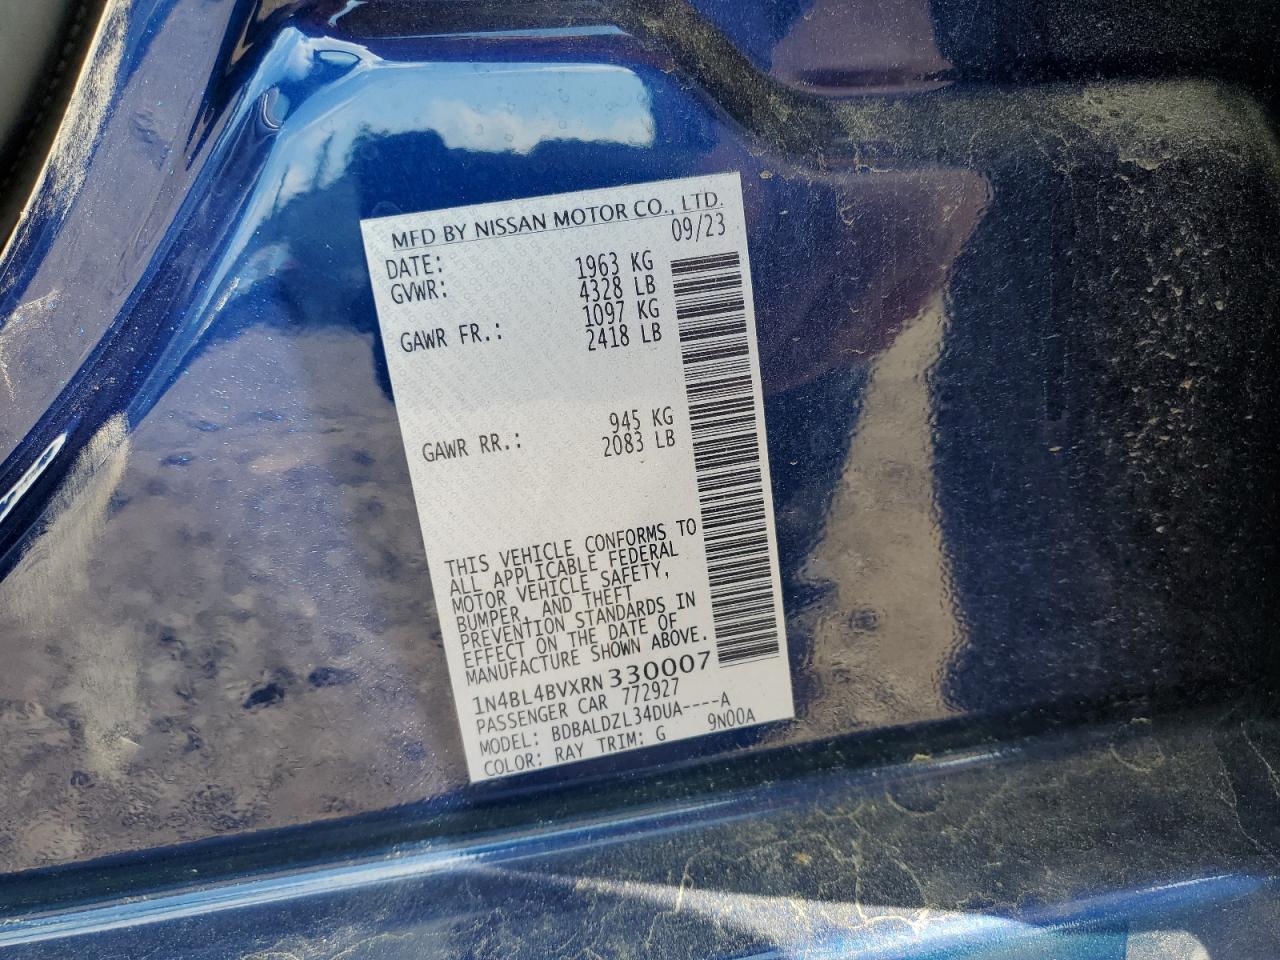 MFD BY NISSAN MOTOR CO., LTD.
DATE: 09/23
GVWR: 1963 KG
4328 LB
GAWR FR.: 1097 KG
2418 LB
GAWR RR.: 945 KG
2083 LB
THIS VEHICLE CONFORMS TO
ALL APPLICABLE FEDERAL
MOTOR VEHICLE SAFETY,
BUMPER, AND THEFT
PREVENTION STANDARDS IN
EFFECT ON THE DATE OF
MANUFACTURE SHOWN ABOVE.
1N4BL4BVXRN330007
PASSENGER CAR 772927
MODEL: BDBALDZL34DUA----A
COLOR: RAY TRIM: G 9N00A